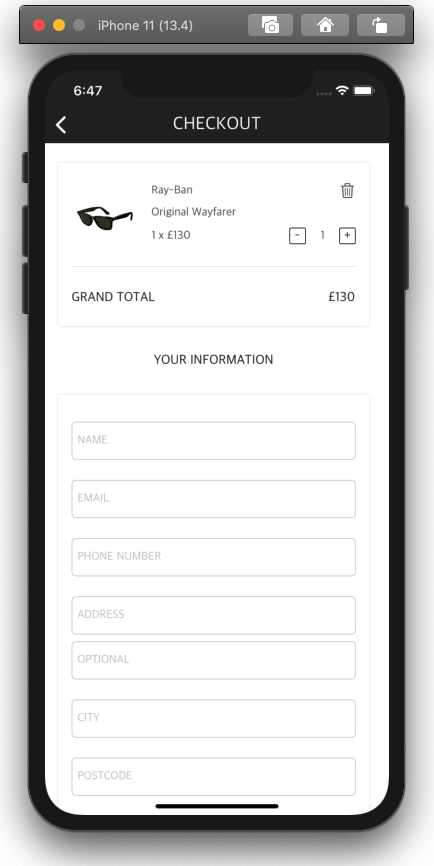 iPhone 11 (13.4)
6:47
CHECKOUT
Ray-Ban
Original Wayfarer
1 x £130
- 1 +
GRAND TOTAL £130
YOUR INFORMATION
NAME
EMAIL
PHONE NUMBER
ADDRESS
OPTIONAL
CITY
POSTCODE